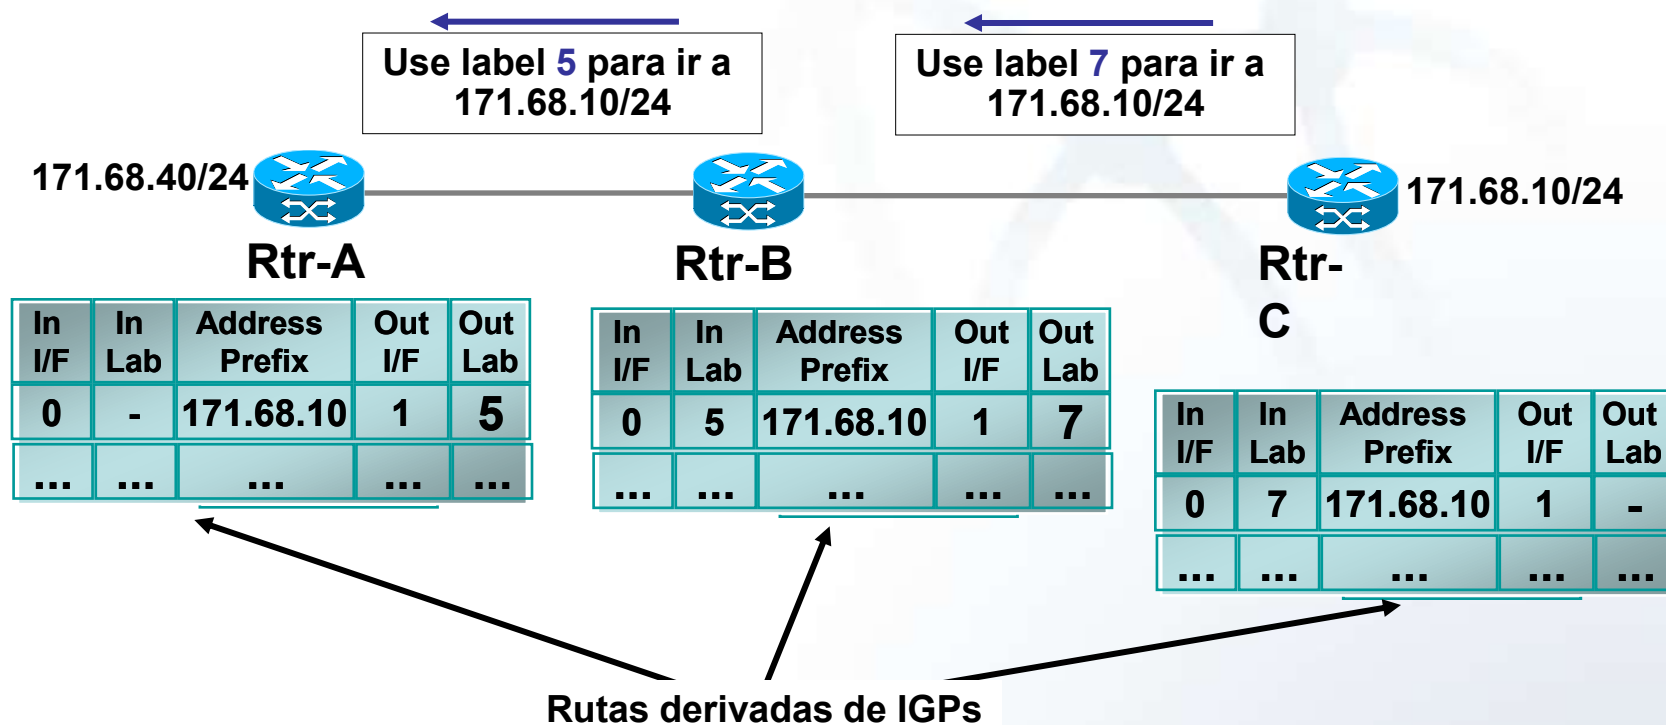 Use label 5 para ir a
171.68.10/24
Use label 7 para ir a
171.68.10/24
171.68.40/24
171.68.10/24
Rtr-A
Rtr-B
Rtr-
C
In I/F In Lab Address Prefix Out I/F Out Lab
0 - 171.68.10 1 5
... ... ... ... ...
In I/F In Lab Address Prefix Out I/F Out Lab
0 5 171.68.10 1 7
... ... ... ... ...
In I/F In Lab Address Prefix Out I/F Out Lab
0 7 171.68.10 1 -
... ... ... ... ...
Rutas derivadas de IGPs